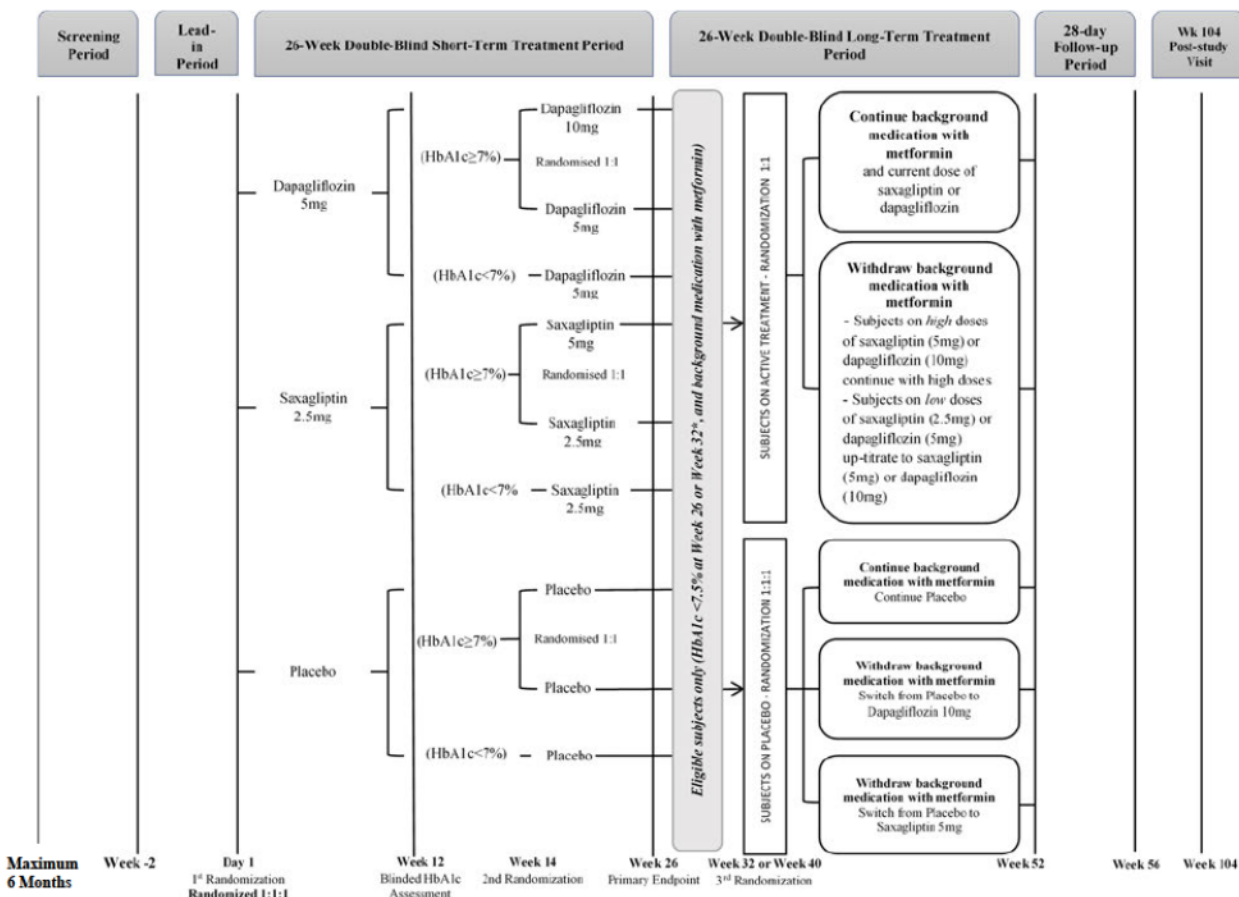 Screening
Period
Lead-
in
Period
26-Week Double-Blind Short-Term Treatment Period
26-Week Double-Blind Long-Term Treatment
Period
28-day
Follow-up
Period
Wk 104
Post-study
Visit
Dapagliflozin
5mg
(HbA1c≥7%)
Dapagliflozin
10mg
Randomised 1:1
Dapagliflozin
5mg
(HbA1c<7%)
Dapagliflozin
5mg
Saxagliptin
2.5mg
(HbA1c≥7%)
Saxagliptin
5mg
Randomised 1:1
Saxagliptin
2.5mg
(HbA1c<7%
Saxagliptin
2.5mg
Placebo
(HbA1c≥7%)
Placebo
Randomised 1:1
Placebo
(HbA1c<7%)
Placebo
Eligible subjects only (HbA1c <7.5% at Week 26 or Week 32*, and background medication with metformin)
SUBJECTS ON ACTIVE TREATMENT - RANDOMIZATION 1:1
SUBJECTS ON PLACEBO - RANDOMIZATION 1:1:1
Continue background
medication with
metformin
and current dose of
saxagliptin or
dapagliflozin
Withdraw background
medication with
metformin
- Subjects on high doses
of saxagliptin (5mg) or
dapagliflozin (10mg)
continue with high doses
- Subjects on low doses
of saxagliptin (2.5mg) or
dapagliflozin (5mg)
up-titrate to saxagliptin
(5mg) or dapagliflozin
(10mg)
Continue background
medication with metformin
Continue Placebo
Withdraw background
medication with metformin
Switch from Placebo to
Dapagliflozin 10mg
Withdraw background
medication with metformin
Switch from Placebo to
Saxagliptin 5mg
Maximum
6 Months
Week -2
Day 1
1st Randomization
Randomized 1:1:1
Week 12
Blinded HbA1c
Assesment
Week 14
2nd Randomization
Week 26
Primary Endpoint
Week 32 or Week 40
3rd Randomization
Week 52
Week 56
Week 104